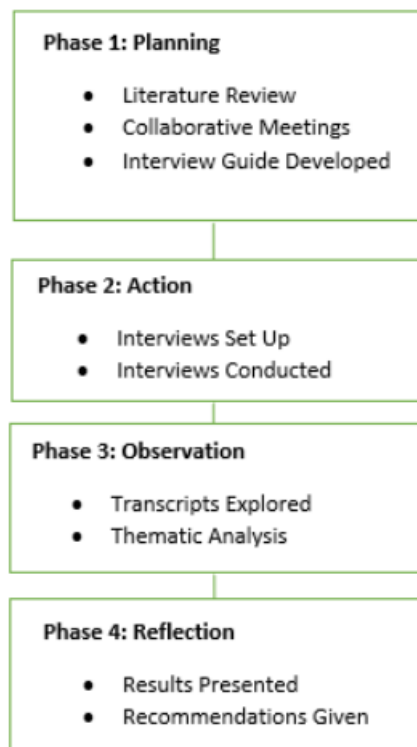 Phase 1: Planning
• Literature Review
• Collaborative Meetings
• Interview Guide Developed
Phase 2: Action
• Interviews Set Up
• Interviews Conducted
Phase 3: Observation
• Transcripts Explored
• Thematic Analysis
Phase 4: Reflection
• Results Presented
• Recommendations Given